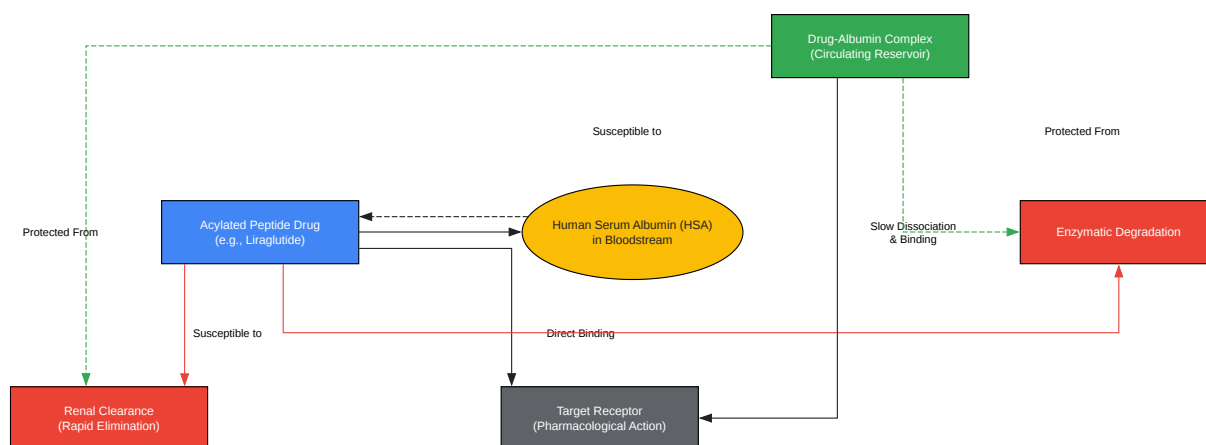 Drug-Albumin Complex
(Circulating Reservoir)
Susceptible to
Protected From
Acylated Peptide Drug
(e.g., Liraglutide)
Human Serum Albumin (HSA)
in Bloodstream
Protected From
Slow Dissociation
& Binding
Enzymatic Degradation
Susceptible to
Direct Binding
Renal Clearance
(Rapid Elimination)
Target Receptor
(Pharmacological Action)